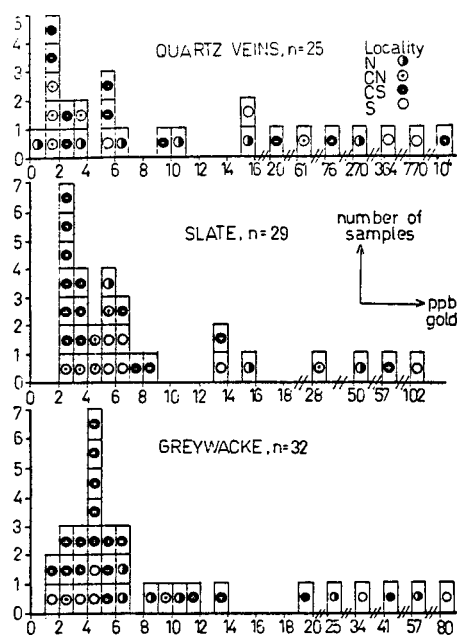 QUARTZ VEINS, n=25
Locality
N
CN
CS
S
5
4
3
2
1
0
0 2 4 6 8 10 12 14 16 20 61 76 270 364 770 10⁴
SLATE, n=29
number of samples
ppb gold
7
6
5
4
3
2
1
0
0 2 4 6 8 10 12 14 16 18 28 50 57 102
GREYWACKE, n=32
7
6
5
4
3
2
1
0
0 2 4 6 8 10 12 14 16 18 20 25 34 41 57 80